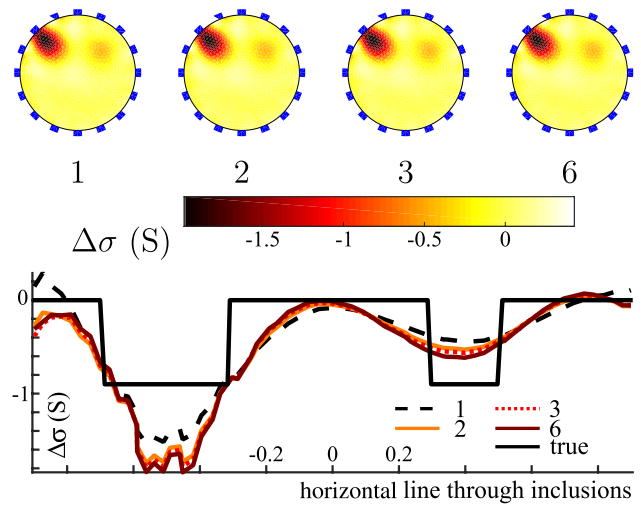 1 2 3 6
Δσ (S)
-1.5 -1 -0.5 0
0
-1
Δσ (S)
-0.2 0 0.2
1 3
2 6
true
horizontal line through inclusions